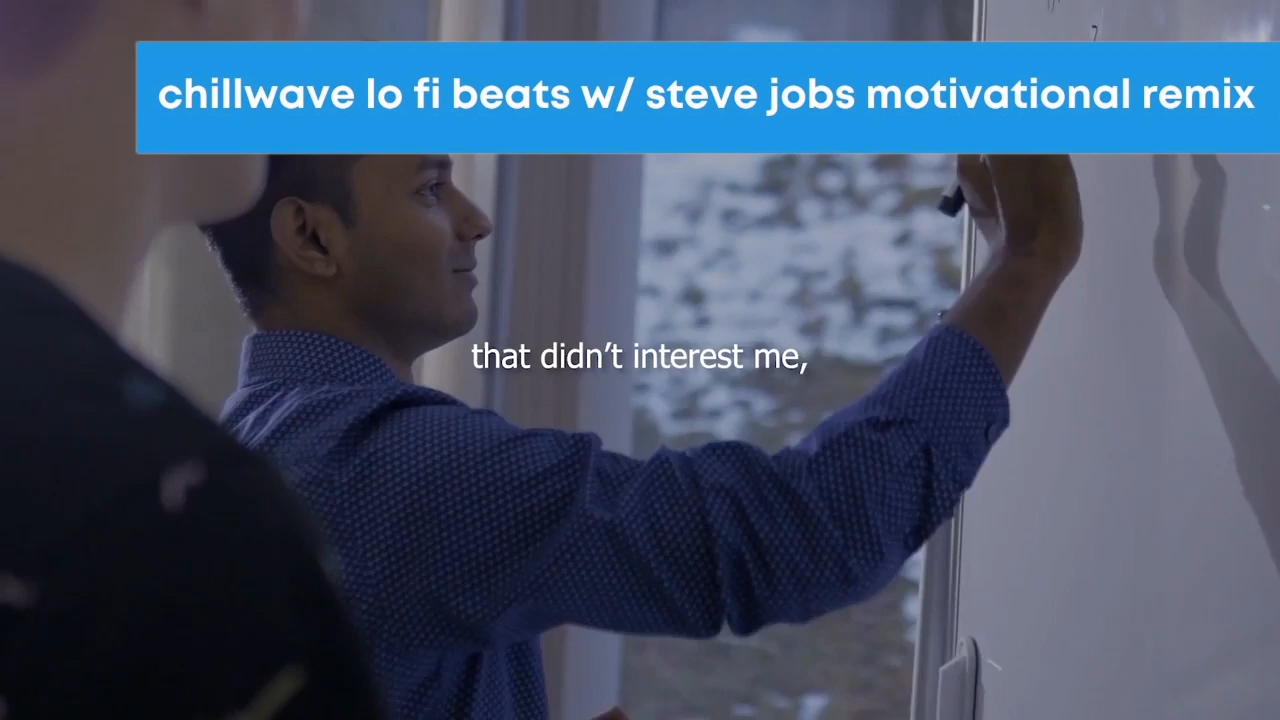 chillwave lo fi beats w/ steve jobs motivational remix
that didn’t interest me,